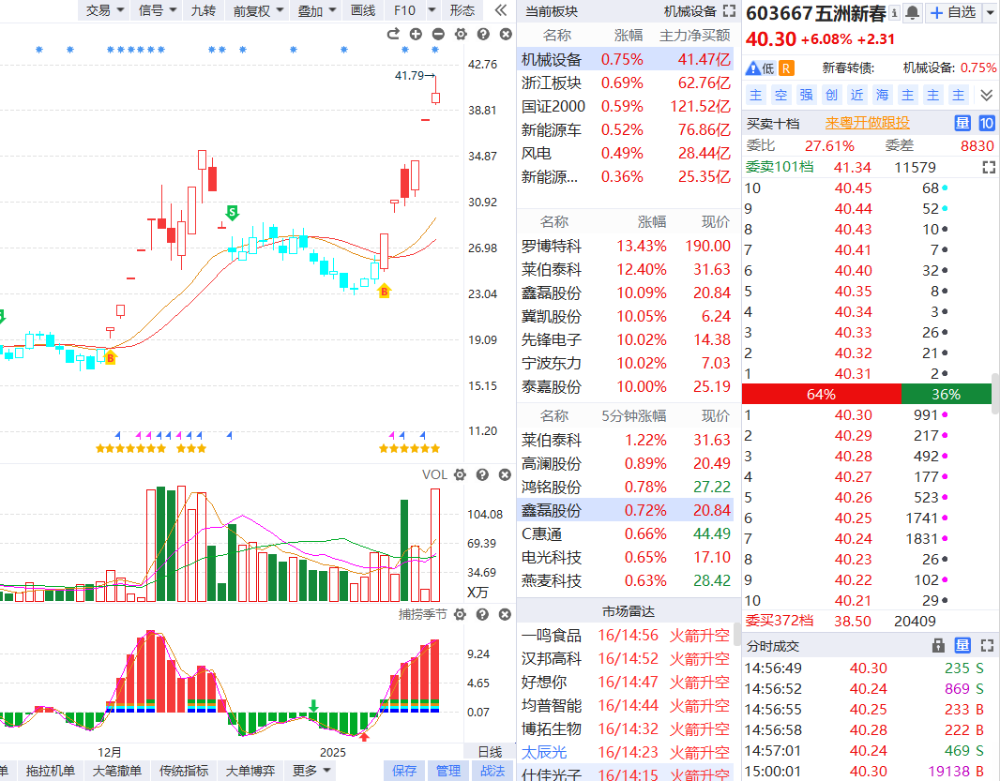 交易 信号 九转 前复权 叠加 画线 F10 形态
42.76
41.79→
38.81
34.87
30.92
S
26.98
23.04
B
19.09
B
15.15
11.20
VOL
104.08
69.39
34.69
X万
捕捞季节
9.24
4.65
0.07
12月 2025 日线
单 拖拉机单 大笔撤单 传统指标 大单博弈 更多 保存 管理 战法
当前板块 机械设备
名称 涨幅 主力净买额
机械设备 0.75% 41.47亿
浙江板块 0.69% 62.76亿
国证2000 0.59% 121.52亿
新能源车 0.52% 76.86亿
风电 0.49% 28.44亿
新能源... 0.36% 25.35亿
名称 涨幅 现价
罗博特科 13.43% 190.00
莱伯泰科 12.40% 31.63
鑫磊股份 10.09% 20.84
冀凯股份 10.05% 6.24
先锋电子 10.02% 14.38
宁波东力 10.02% 7.03
泰嘉股份 10.00% 25.19
名称 5分钟涨幅 现价
莱伯泰科 1.22% 31.63
高澜股份 0.89% 20.49
鸿铭股份 0.78% 27.22
鑫磊股份 0.72% 20.84
C惠通 0.66% 44.49
电光科技 0.65% 17.10
燕麦科技 0.63% 28.42
市场雷达
一鸣食品 16/14:56 火箭升空
汉邦高科 16/14:52 火箭升空
好想你 16/14:47 火箭升空
均普智能 16/14:44 火箭升空
博拓生物 16/14:32 火箭升空
太辰光 16/14:23 火箭升空
仕佳光子 16/14:15 火箭升空
603667 五洲新春 自选
40.30 +6.08% +2.31
低 R 新春转债: 机械设备: 0.75%
主 空 强 创 近 海 主 主 主
买卖十档 来粤开做跟投 量 10
委比 27.61% 委差 8830
委卖101档 41.34 11579
10 40.45 68
9 40.44 52
8 40.43 10
7 40.41 7
6 40.40 32
5 40.35 8
4 40.34 3
3 40.33 26
2 40.32 21
1 40.31 2
64% 36%
1 40.30 991
2 40.29 217
3 40.28 492
4 40.27 177
5 40.26 523
6 40.25 1741
7 40.24 1831
8 40.23 26
9 40.22 102
10 40.21 29
委买372档 38.50 20409
分时成交 量
14:56:49 40.30 235 S
14:56:52 40.24 869 S
14:56:55 40.25 233 B
14:56:58 40.28 222 B
14:57:01 40.24 469 S
15:00:01 40.30 19138 B